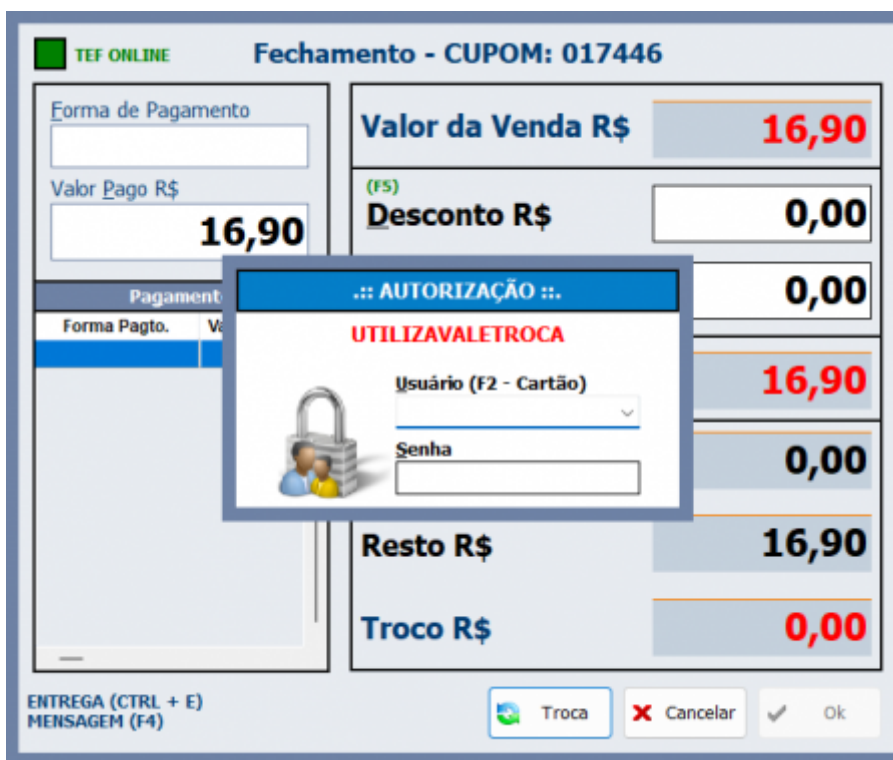 TEF ONLINE
Fechamento - CUPOM: 017446
Forma de Pagamento
Valor Pago R$
16,90
Pagament
Forma Pagto.
Valor da Venda R$
16,90
(F5)
Desconto R$
0,00
0,00
16,90
0,00
Resto R$
16,90
Troco R$
0,00
.:: AUTORIZAÇÃO ::.
UTILIZAVALETROCA
Usuário (F2 - Cartão)
Senha
ENTREGA (CTRL + E)
MENSAGEM (F4)
Troca
Cancelar
Ok